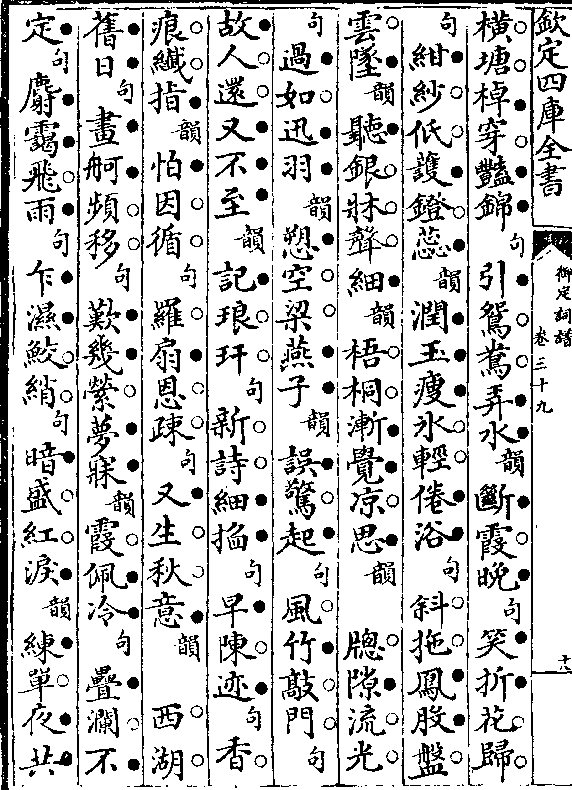 欽定四庫全書
御定詞譜
卷三十九
十八
橫塘棹穿豔錦句引鴛鴦弄水韻斷霞晚句笑折花歸
句紺紗低護鐙蕊韻潤玉瘦冰輕倦浴句斜拖鳳股盤
雲墜韻聽銀牀聲細韻梧桐漸覺涼思韻窗隙流光
句過如迅羽韻愬空梁燕子韻誤驚起句風竹敲門句
故人還又不至韻記琅玕句新詩細掐句早陳迹句香
痕纖指韻怕因循句羅扇恩疎句又生秋意韻西湖
舊日句畫舸頻移句歎幾縈夢寐韻霞佩冷句疊瀾不
定句麝靄飛雨句乍濕鮫綃句暗盛紅淚韻練單夜共